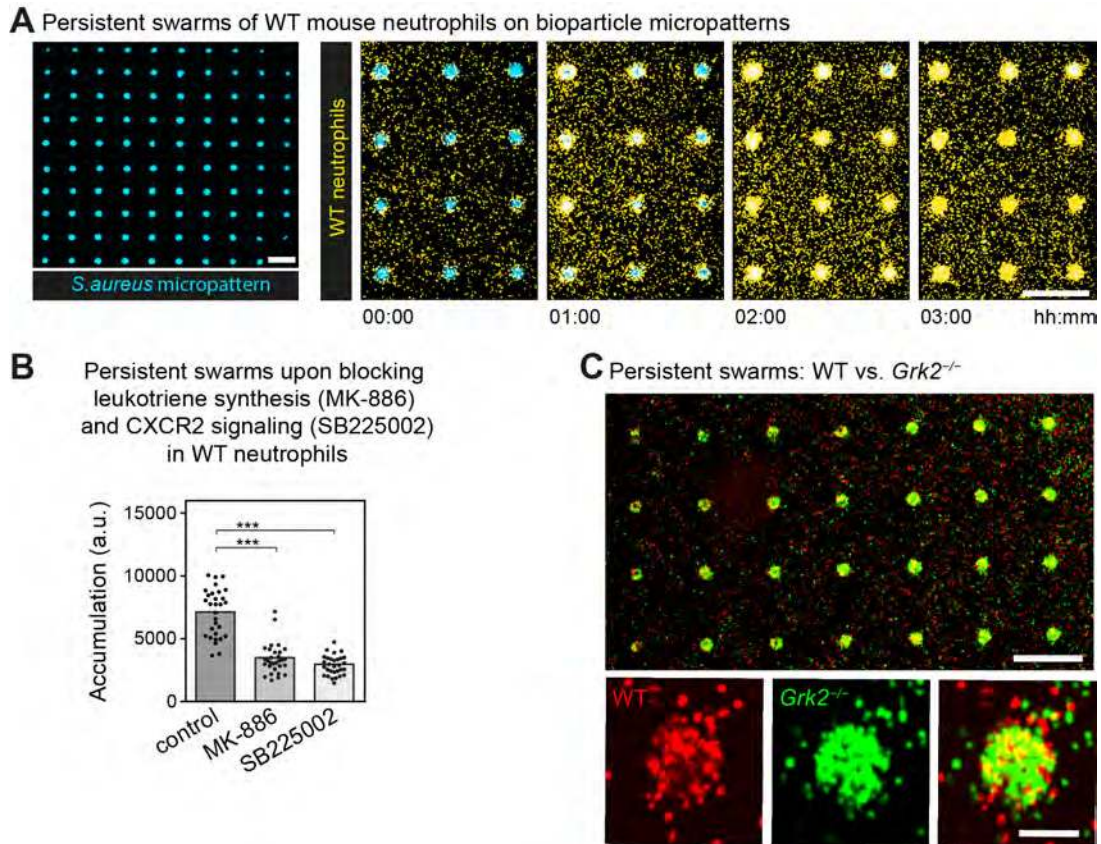 A Persistent swarms of WT mouse neutrophils on bioparticle micropatterns
S.aureus micropattern
WT neutrophils
00:00 01:00 02:00 03:00 hh:mm
B Persistent swarms upon blocking
leukotriene synthesis (MK-886)
and CXCR2 signaling (SB225002)
in WT neutrophils
Accumulation (a.u.)
15000
10000
5000
0
***
***
control
MK-886
SB225002
C Persistent swarms: WT vs. Grk2–/–
WT
Grk2–/–